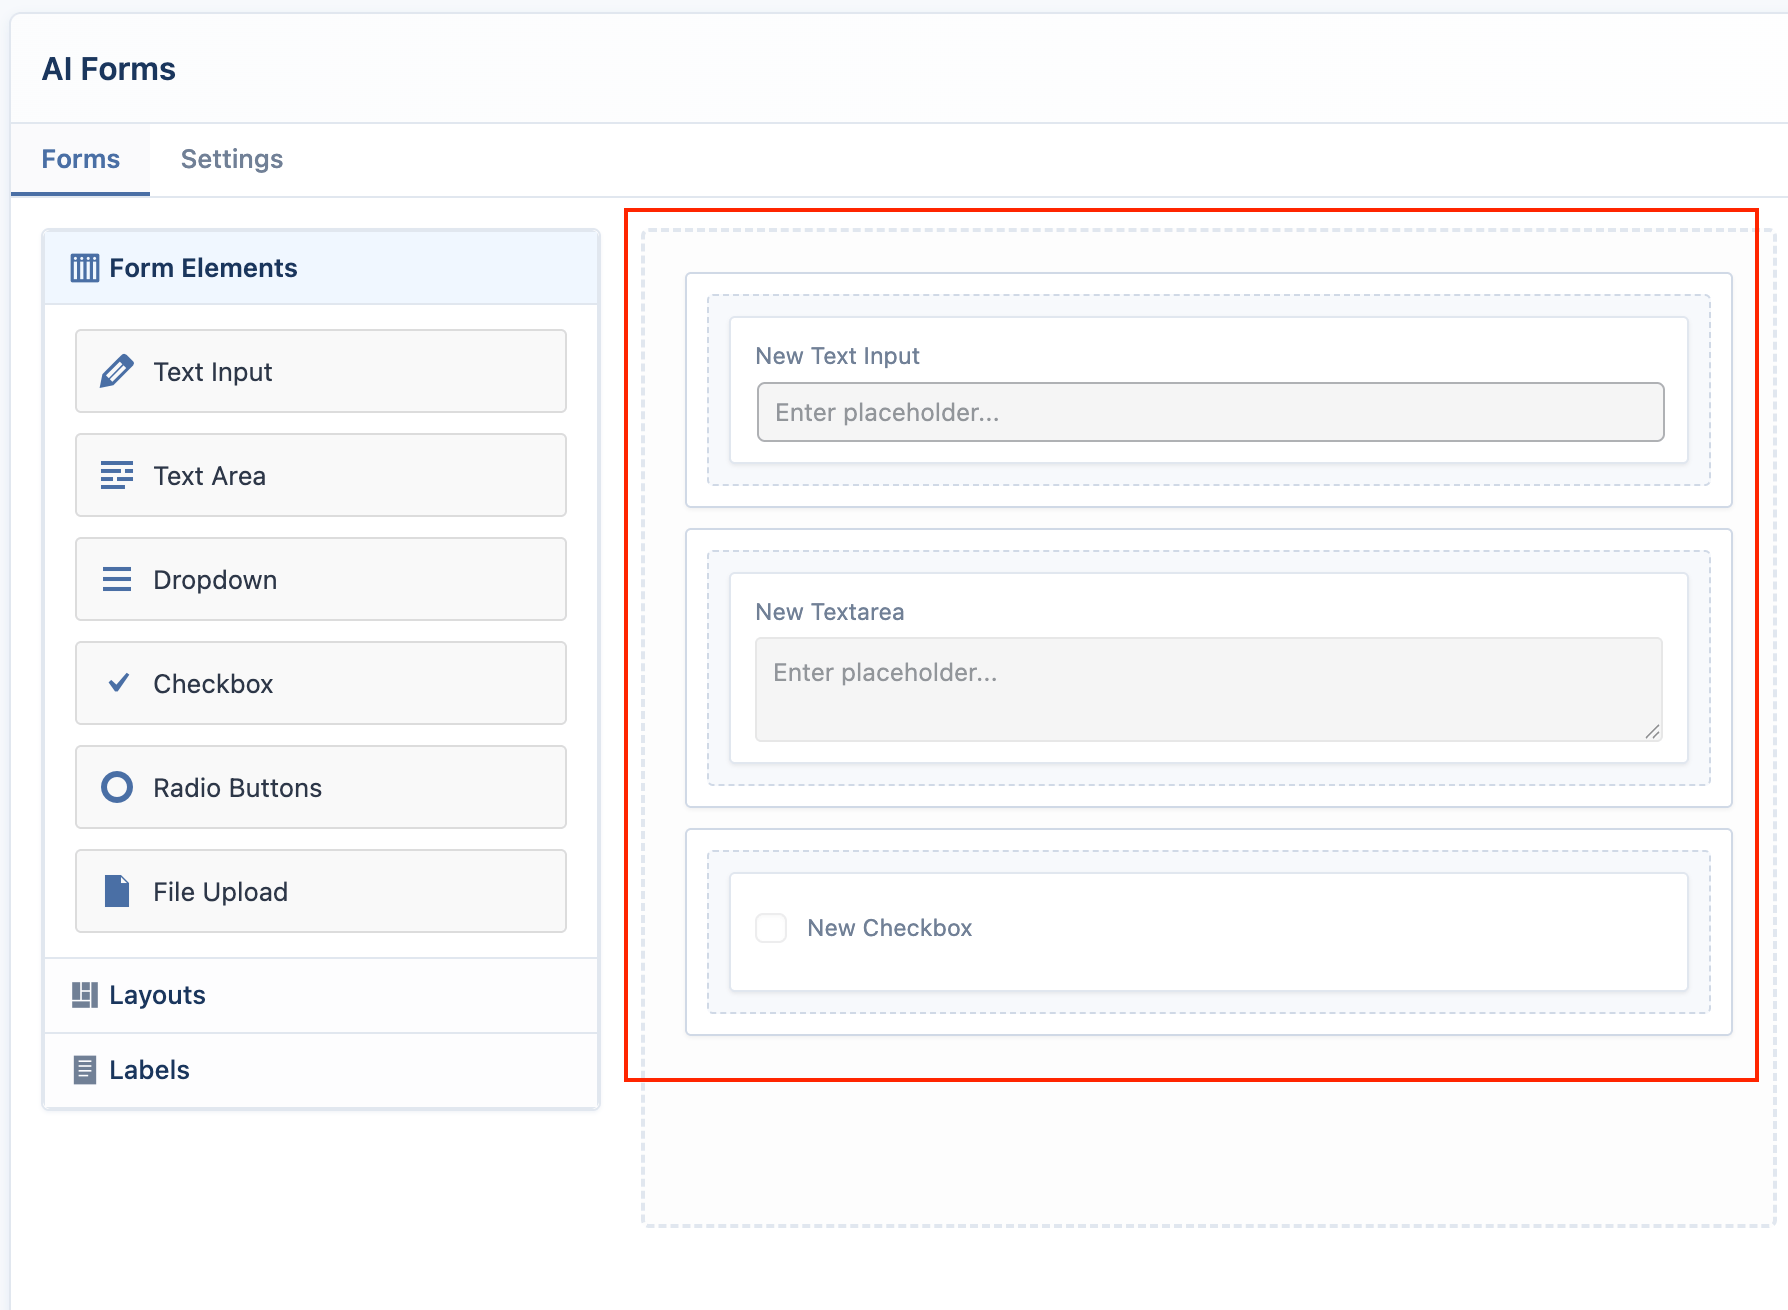 AI Forms
Forms
Settings
Form Elements
Text Input
Text Area
Dropdown
Checkbox
Radio Buttons
File Upload
Layouts
Labels
New Text Input
Enter placeholder...
New Textarea
Enter placeholder...
New Checkbox